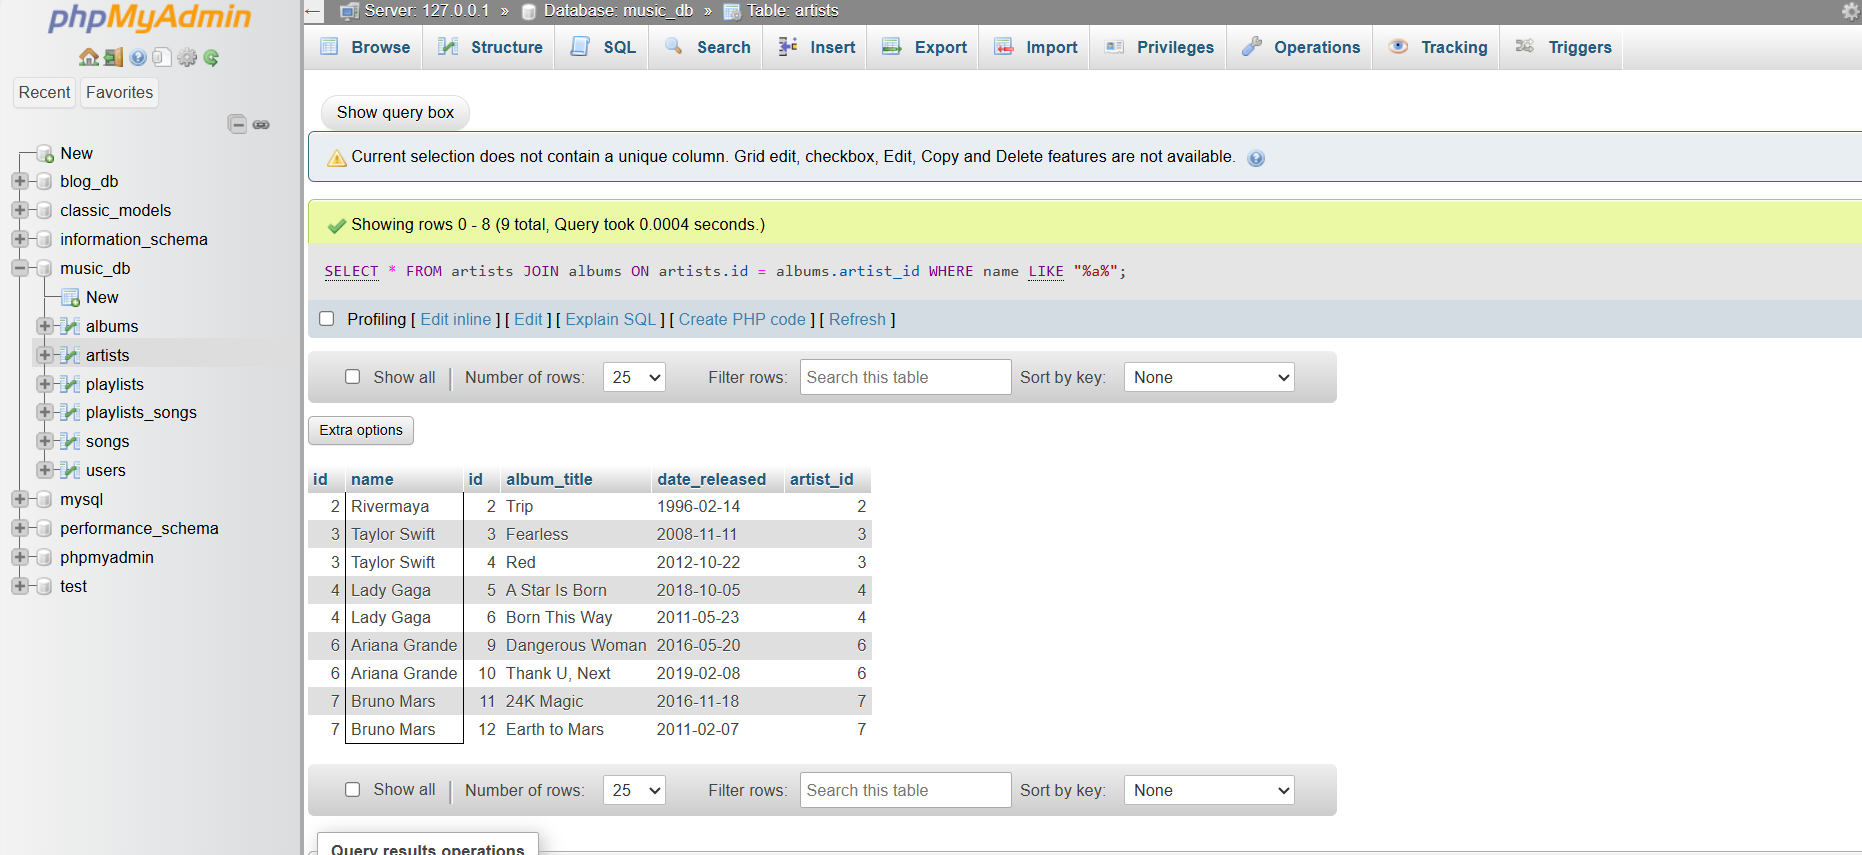 phpMyAdmin
Recent Favorites
New
blog_db
classic_models
information_schema
music_db
New
albums
artists
playlists
playlists_songs
songs
users
mysql
performance_schema
phpmyadmin
test
← Server: 127.0.0.1 » Database: music_db » Table: artists
Browse Structure SQL Search Insert Export Import Privileges Operations Tracking Triggers
Show query box
Current selection does not contain a unique column. Grid edit, checkbox, Edit, Copy and Delete features are not available.
Showing rows 0 - 8 (9 total, Query took 0.0004 seconds.)
SELECT * FROM artists JOIN albums ON artists.id = albums.artist_id WHERE name LIKE "%a%";
Profiling [ Edit inline ] [ Edit ] [ Explain SQL ] [ Create PHP code ] [ Refresh ]
Show all | Number of rows: 25 Filter rows: Search this table Sort by key: None
Extra options
id name id album_title date_released artist_id
2 Rivermaya 2 Trip 1996-02-14 2
3 Taylor Swift 3 Fearless 2008-11-11 3
3 Taylor Swift 4 Red 2012-10-22 3
4 Lady Gaga 5 A Star Is Born 2018-10-05 4
4 Lady Gaga 6 Born This Way 2011-05-23 4
6 Ariana Grande 9 Dangerous Woman 2016-05-20 6
6 Ariana Grande 10 Thank U, Next 2019-02-08 6
7 Bruno Mars 11 24K Magic 2016-11-18 7
7 Bruno Mars 12 Earth to Mars 2011-02-07 7
Show all | Number of rows: 25 Filter rows: Search this table Sort by key: None
Query results operations